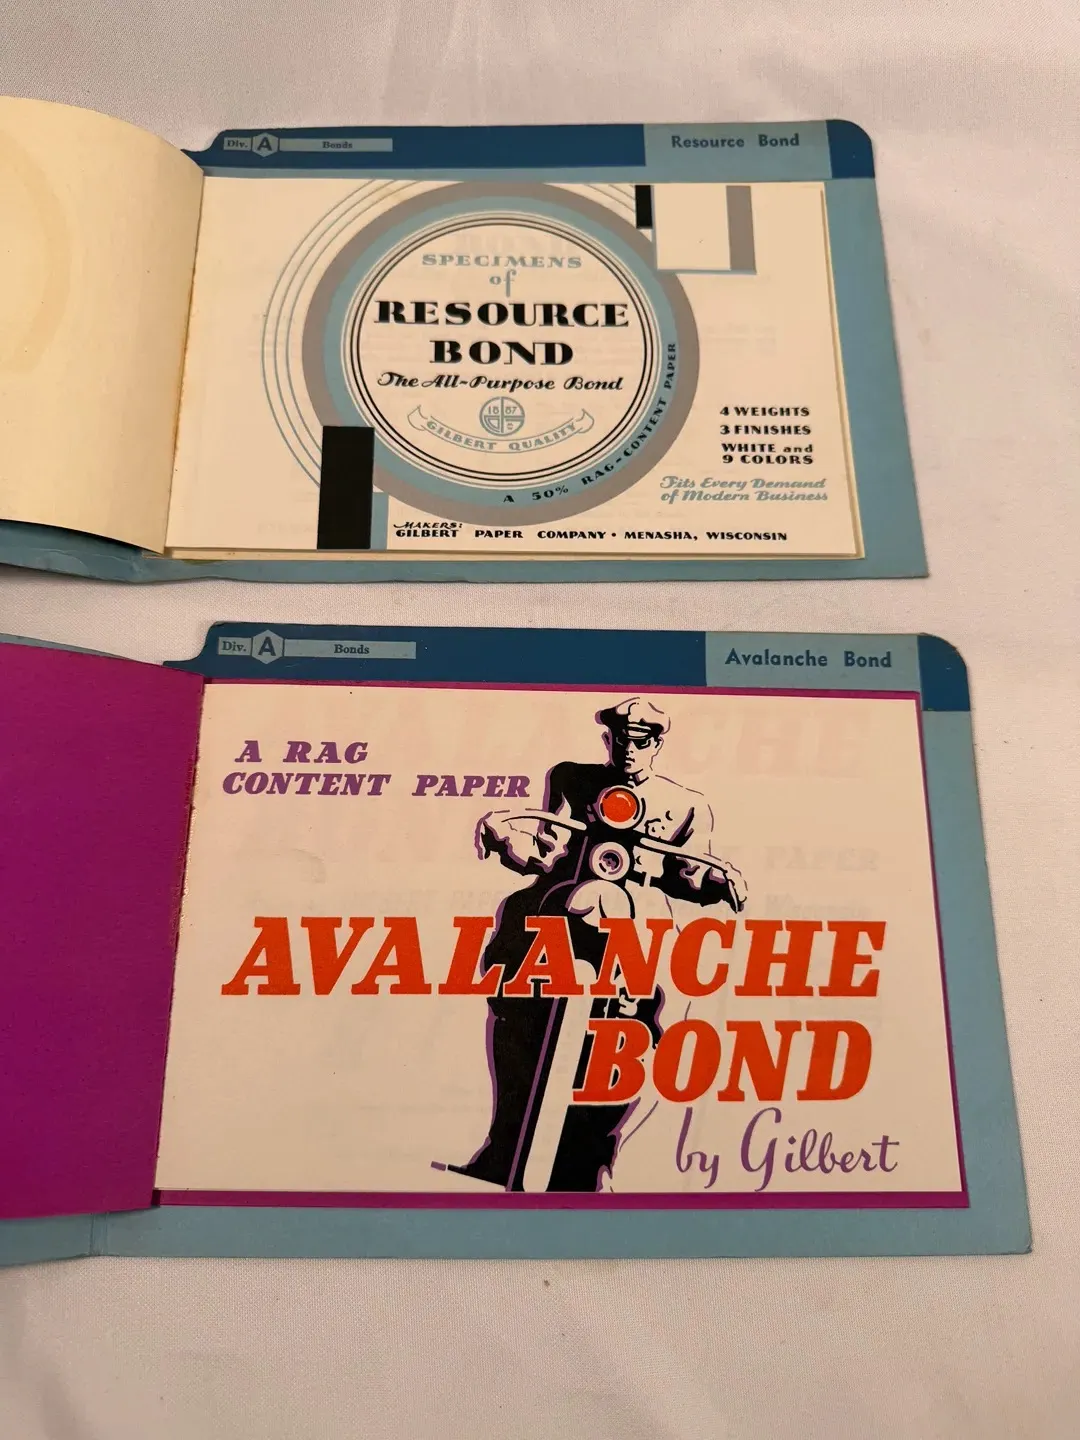 Div. A Bonds
Resource Bond
SPECIMENS
of
RESOURCE
BOND
The All-Purpose Bond
18 87
GILBERT QUALITY
A 50% RAG-CONTENT PAPER
4 WEIGHTS
3 FINISHES
WHITE and
9 COLORS
Fits Every Demand
of Modern Business
MAKERS:
GILBERT PAPER COMPANY • MENASHA, WISCONSIN
Div. A Bonds
Avalanche Bond
A RAG
CONTENT PAPER
AVALANCHE
BOND
by Gilbert